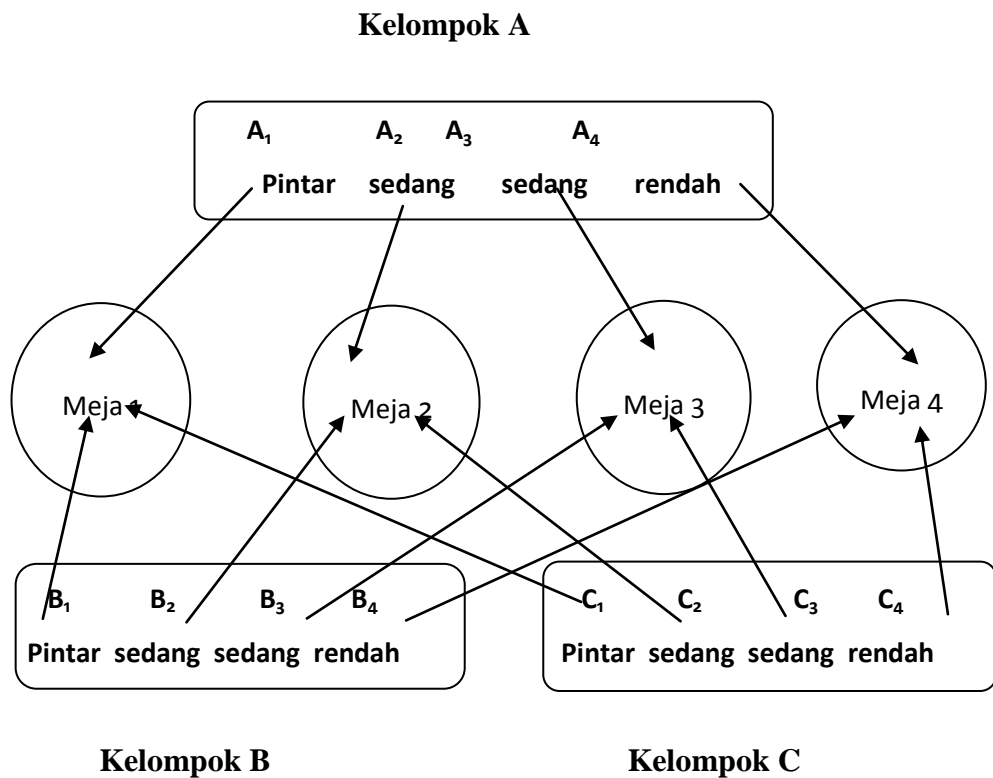 Kelompok A
A₁ A₂ A₃ A₄
Pintar sedang sedang rendah
Meja 1 Meja 2 Meja 3 Meja 4
B₁ B₂ B₃ B₄ C₁ C₂ C₃ C₄
Pintar sedang sedang rendah Pintar sedang sedang rendah
Kelompok B Kelompok C